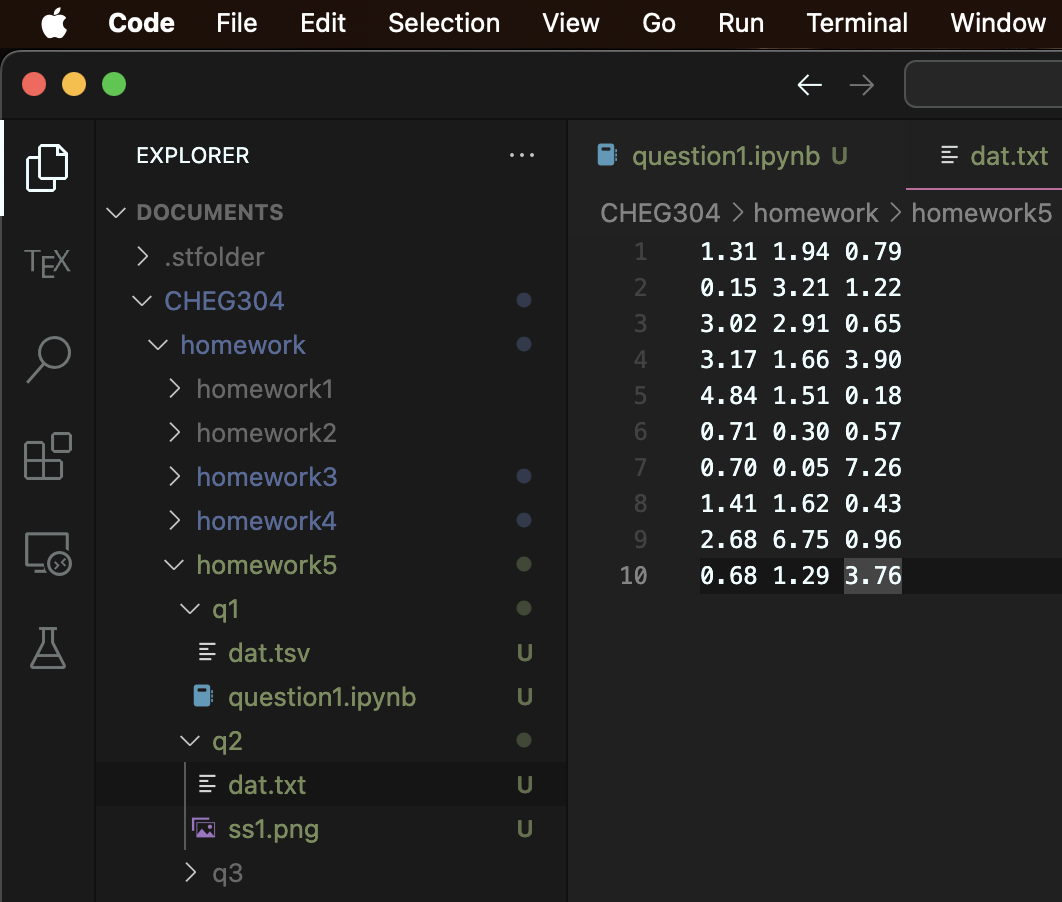 Code File Edit Selection View Go Run Terminal Window
EXPLORER
DOCUMENTS
.stfolder
CHEG304
homework
homework1
homework2
homework3
homework4
homework5
q1
dat.tsv U
question1.ipynb U
q2
dat.txt U
ss1.png U
q3
TEX
question1.ipynb U dat.txt
CHEG304 > homework > homework5
1 1.31 1.94 0.79
2 0.15 3.21 1.22
3 3.02 2.91 0.65
4 3.17 1.66 3.90
5 4.84 1.51 0.18
6 0.71 0.30 0.57
7 0.70 0.05 7.26
8 1.41 1.62 0.43
9 2.68 6.75 0.96
10 0.68 1.29 3.76